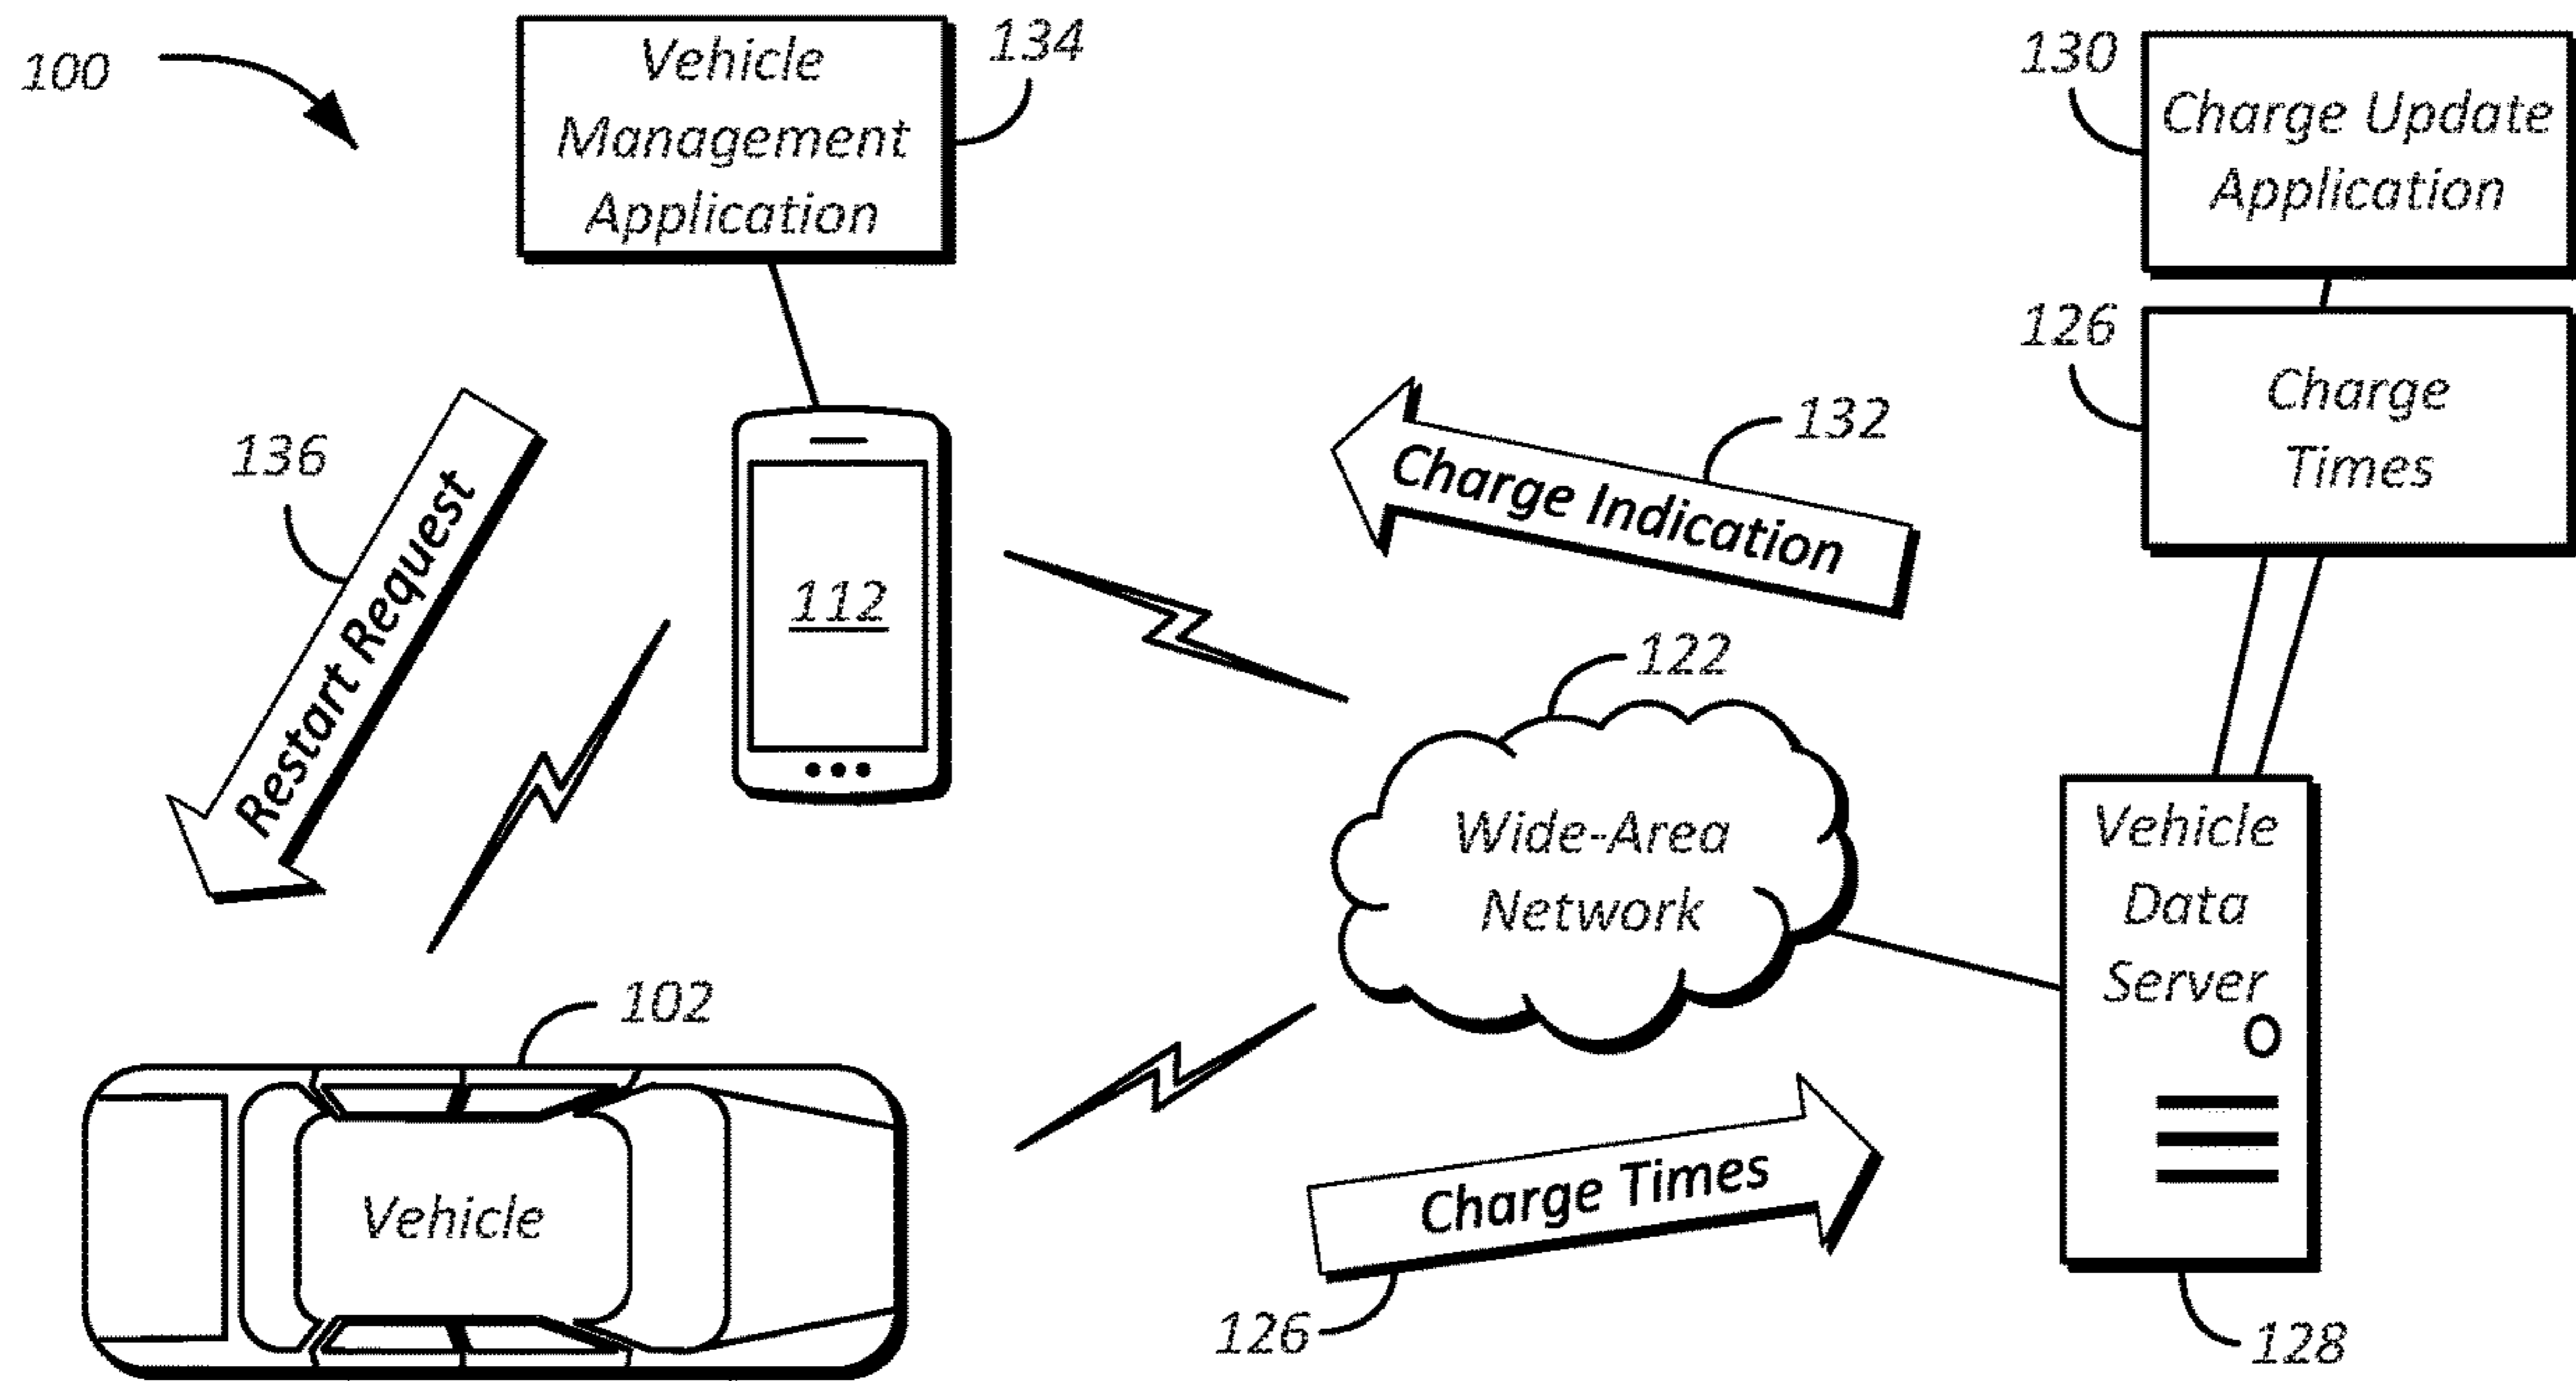 100
Vehicle
Management
Application
134
130
Charge Update
Application
126
Charge
Times
136
Restart Request
112
132
Charge Indication
122
Wide-Area
Network
Vehicle
Data
Server
102
Vehicle
Charge Times
126
128